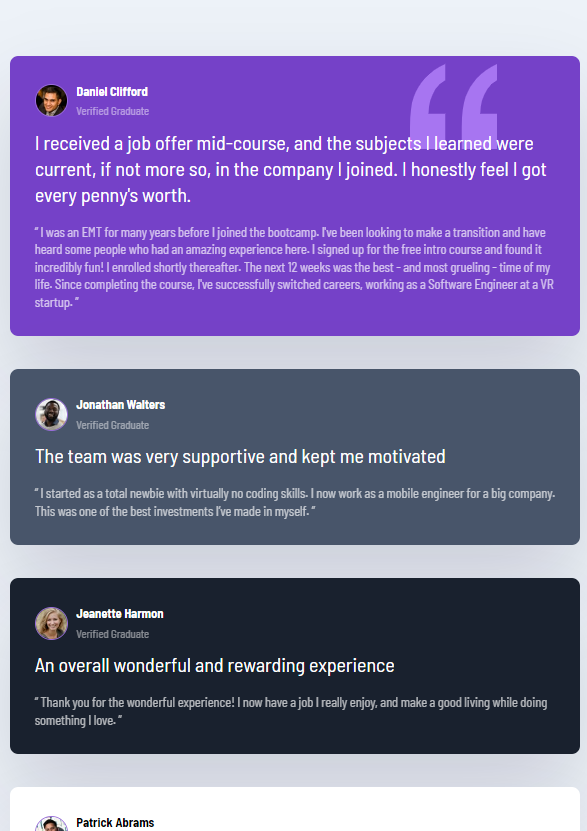 Daniel Clifford
Verified Graduate
I received a job offer mid-course, and the subjects I learned were
current, if not more so, in the company I joined. I honestly feel I got
every penny's worth.
“ I was an EMT for many years before I joined the bootcamp. I've been looking to make a transition and have
heard some people who had an amazing experience here. I signed up for the free intro course and found it
incredibly fun! I enrolled shortly thereafter. The next 12 weeks was the best - and most grueling - time of my
life. Since completing the course, I've successfully switched careers, working as a Software Engineer at a VR
startup. ”
Jonathan Walters
Verified Graduate
The team was very supportive and kept me motivated
“ I started as a total newbie with virtually no coding skills. I now work as a mobile engineer for a big company.
This was one of the best investments I've made in myself. ”
Jeanette Harmon
Verified Graduate
An overall wonderful and rewarding experience
“ Thank you for the wonderful experience! I now have a job I really enjoy, and make a good living while doing
something I love. ”
Patrick Abrams